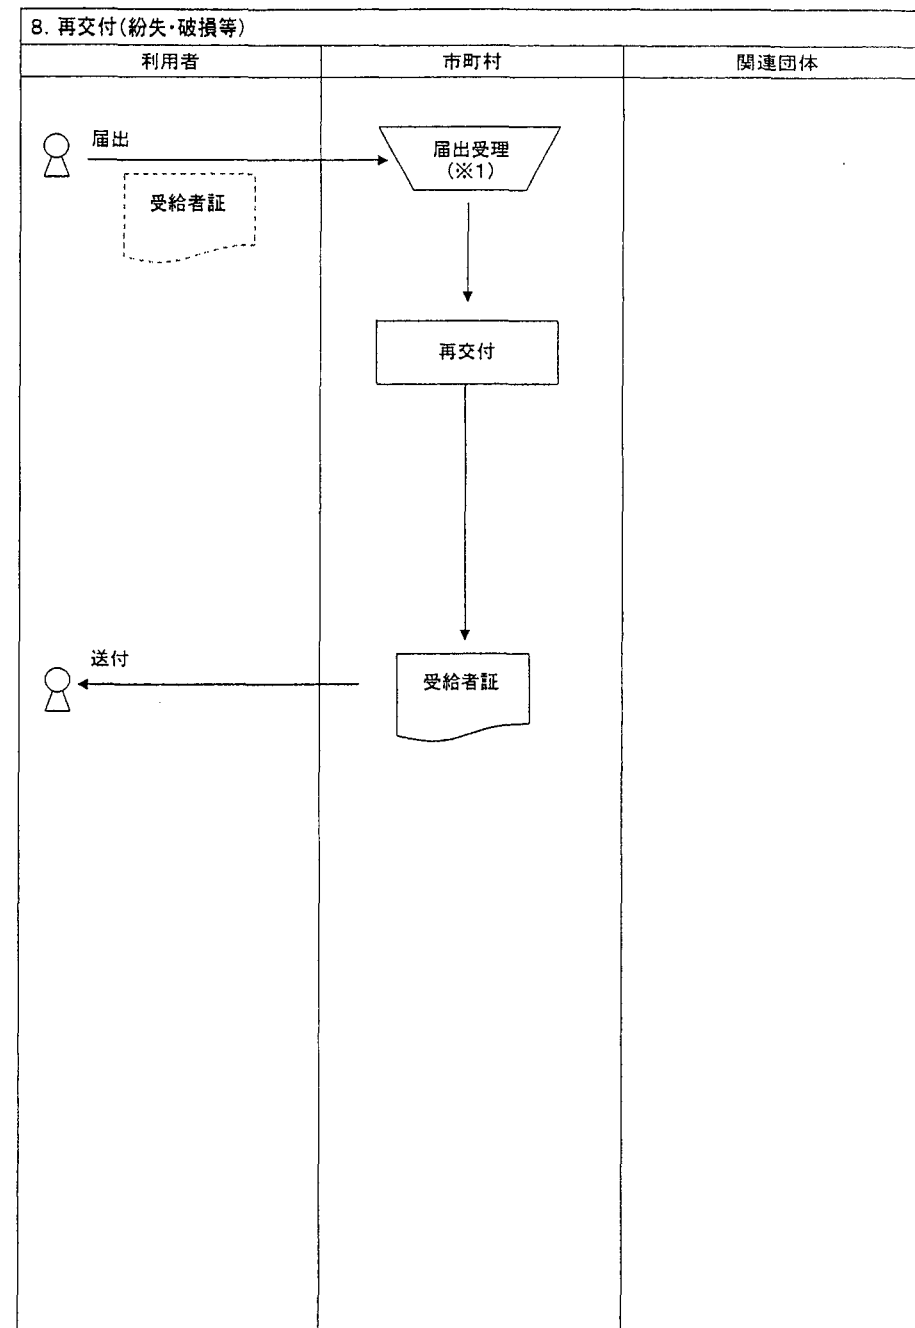 8. 再交付(紛失・破損等)
利用者
市町村
関連団体
届出
届出受理
(※1)
受給者証
再交付
送付
受給者証